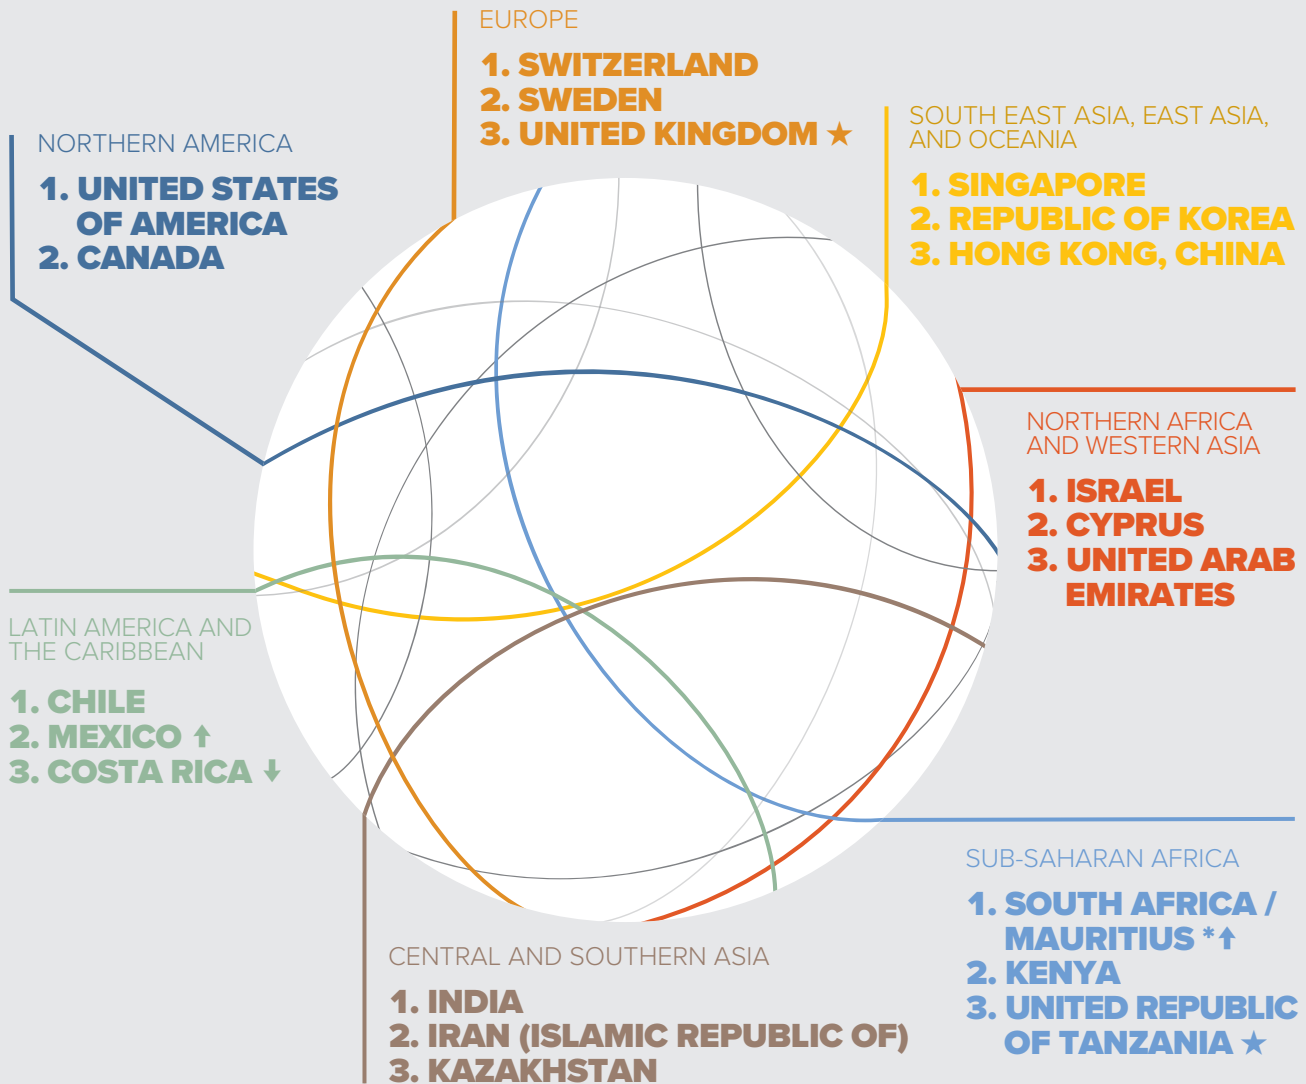 EUROPE
1. SWITZERLAND
2. SWEDEN
3. UNITED KINGDOM ★
NORTHERN AMERICA
1. UNITED STATES
OF AMERICA
2. CANADA
SOUTH EAST ASIA, EAST ASIA,
AND OCEANIA
1. SINGAPORE
2. REPUBLIC OF KOREA
3. HONG KONG, CHINA
NORTHERN AFRICA
AND WESTERN ASIA
1. ISRAEL
2. CYPRUS
3. UNITED ARAB
EMIRATES
LATIN AMERICA AND
THE CARIBBEAN
1. CHILE
2. MEXICO ⬆
3. COSTA RICA ⬇
SUB-SAHARAN AFRICA
1. SOUTH AFRICA /
MAURITIUS *⬆
2. KENYA
3. UNITED REPUBLIC
OF TANZANIA ★
CENTRAL AND SOUTHERN ASIA
1. INDIA
2. IRAN (ISLAMIC REPUBLIC OF)
3. KAZAKHSTAN